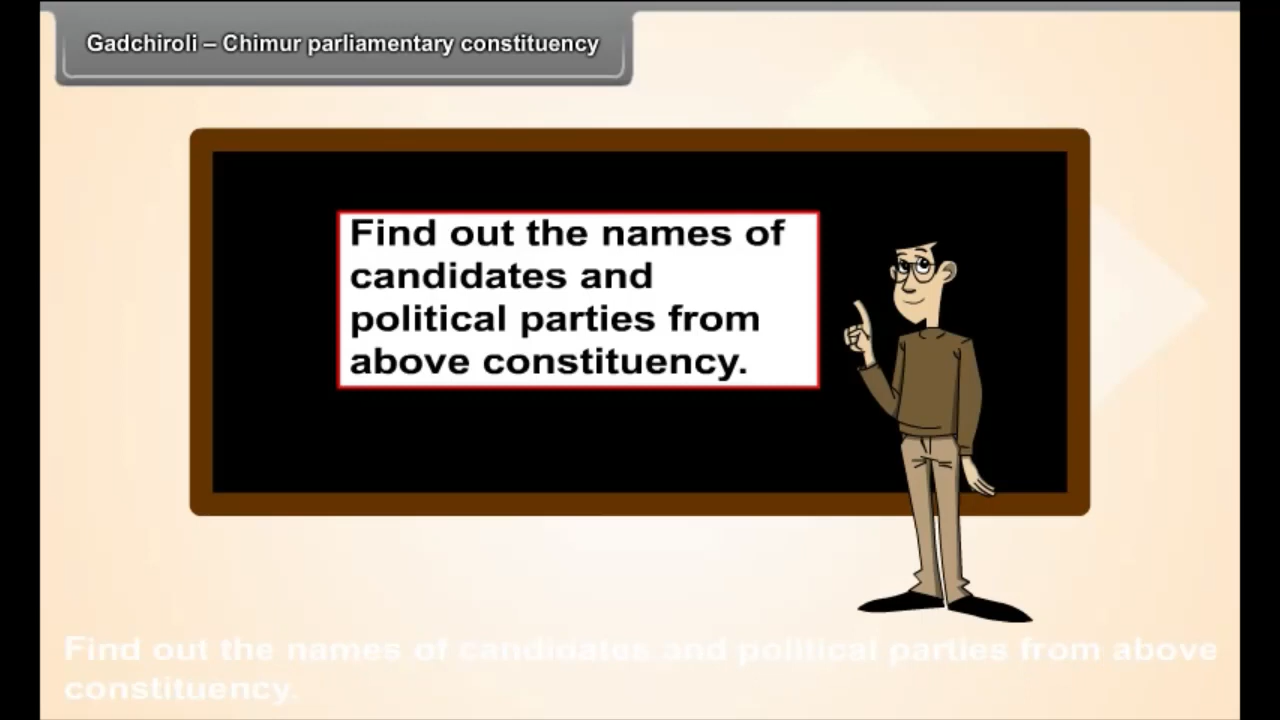 Gadchiroli – Chimur parliamentary constituency
Find out the names of
candidates and
political parties from
above constituency.
Find out the names of candidates and political parties from above
constituency.